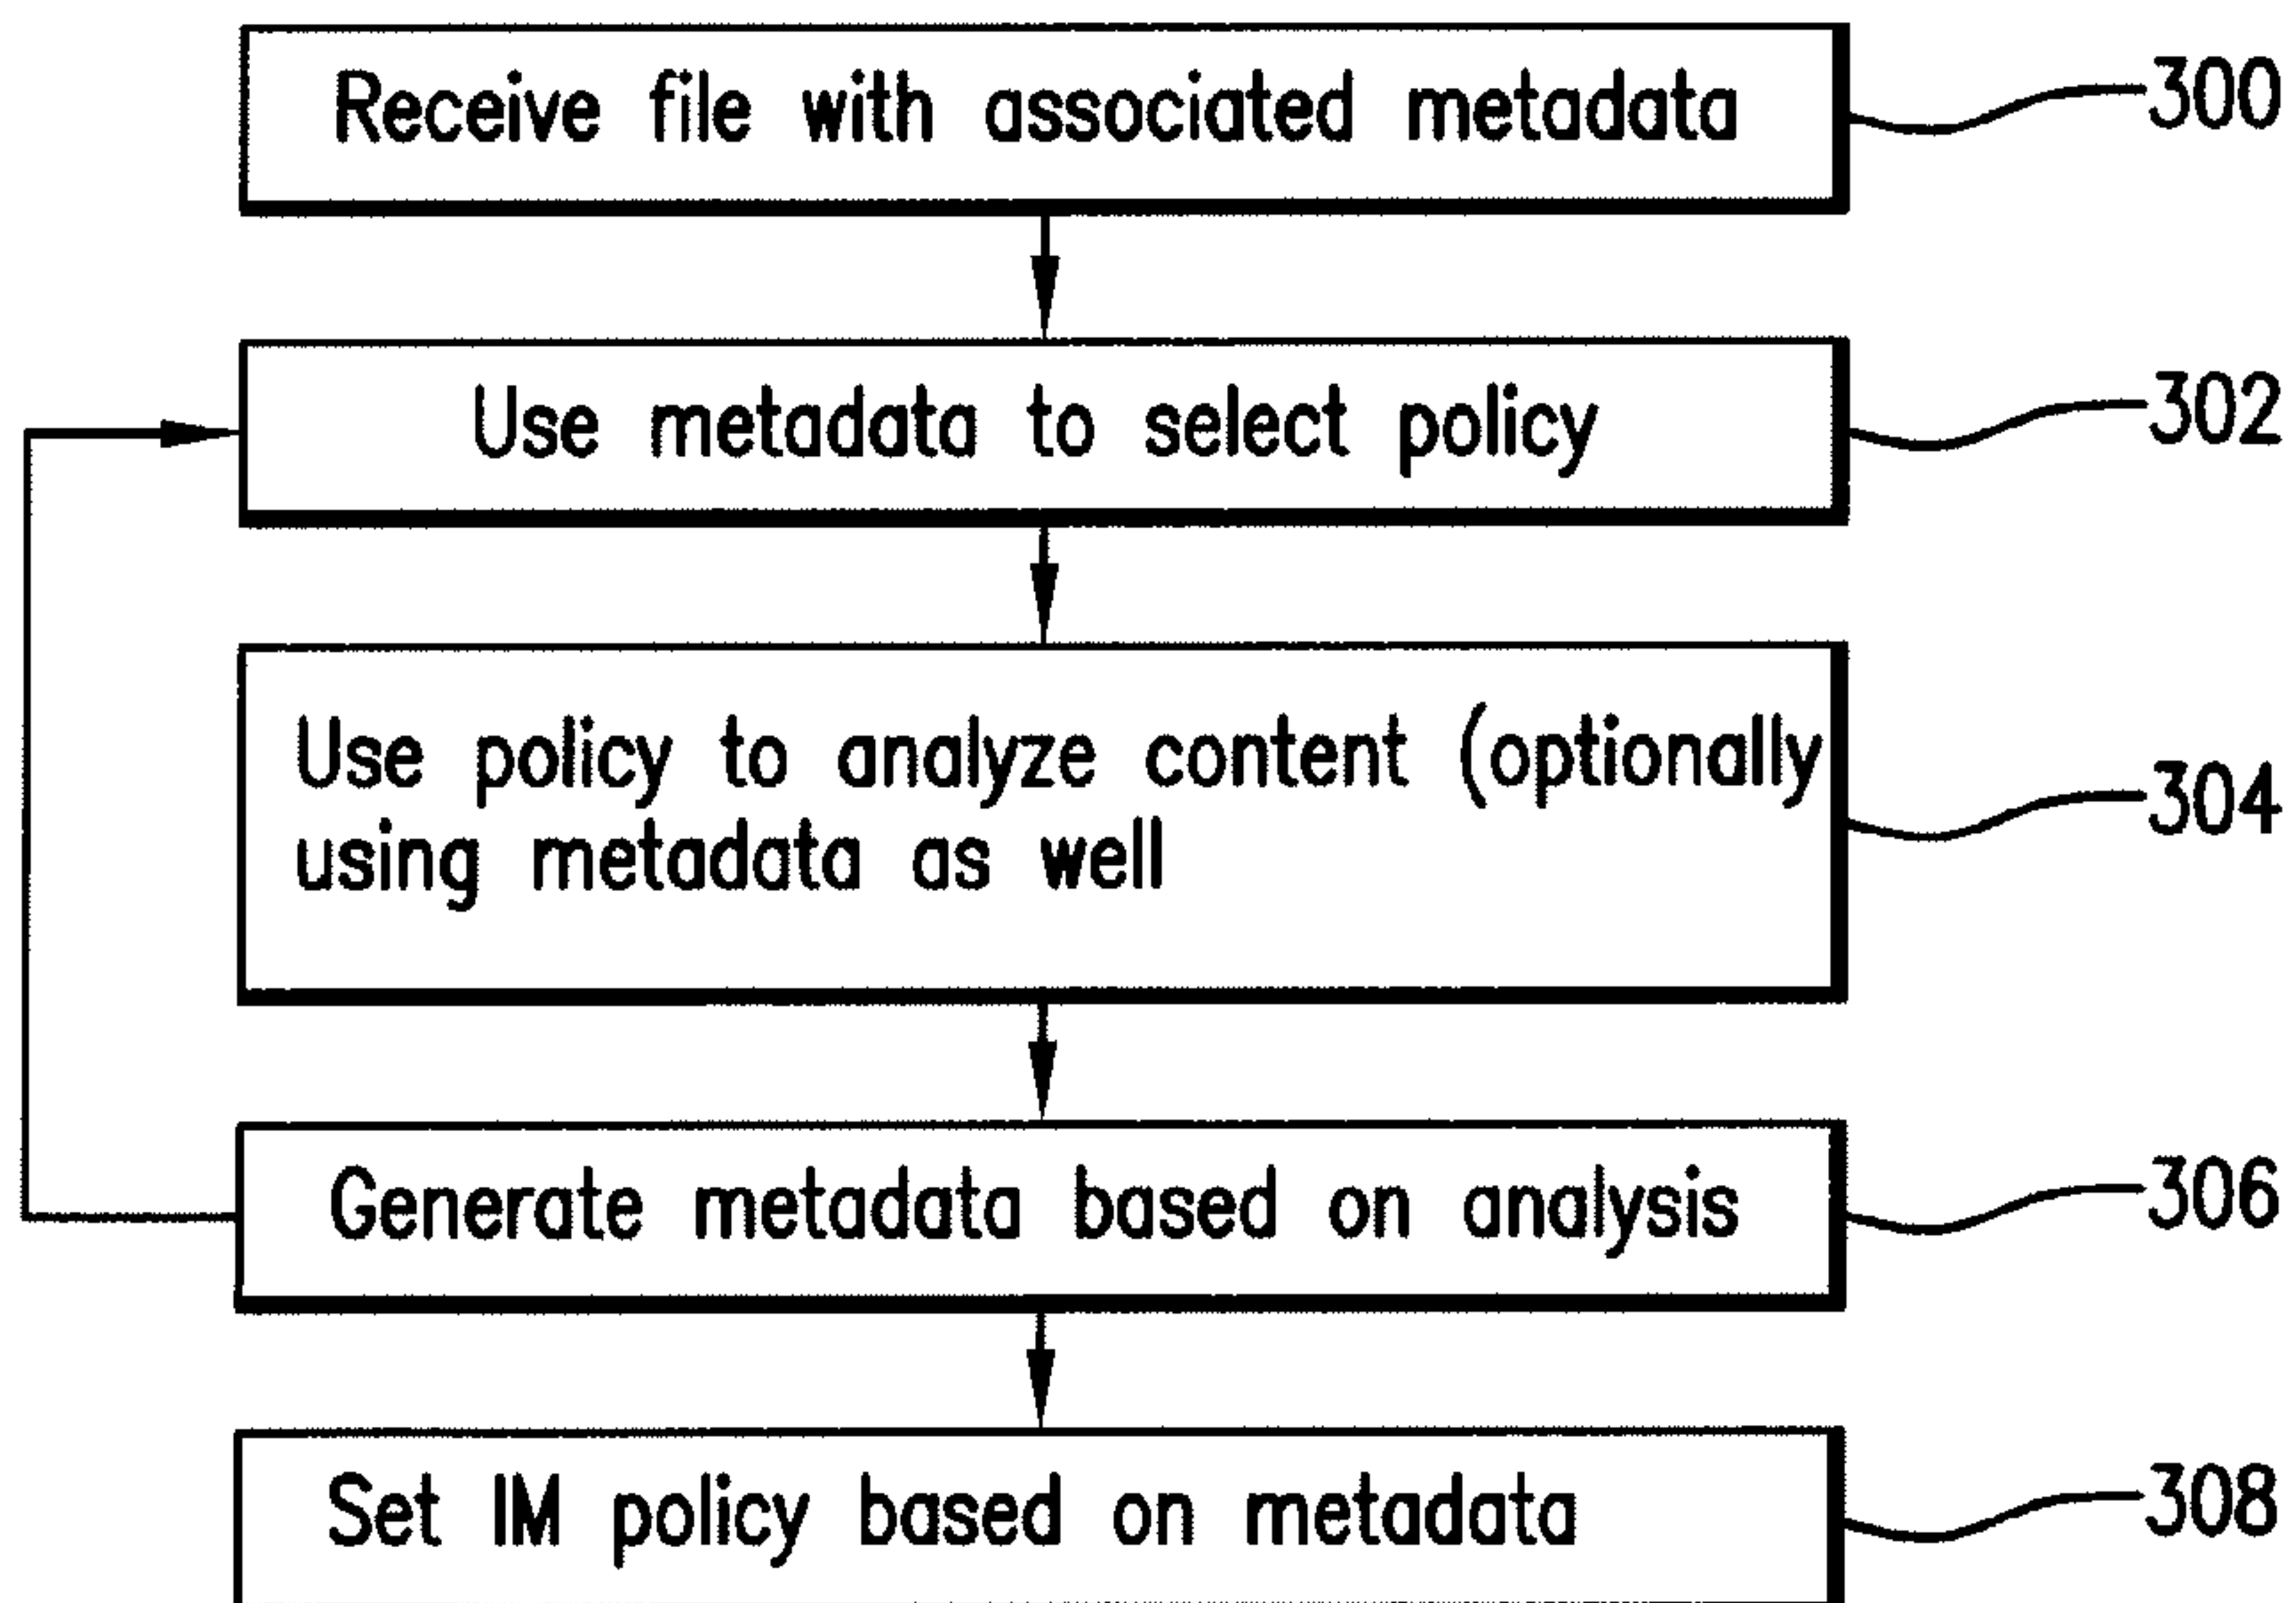 Receive file with associated metadata
300
Use metadata to select policy
302
Use policy to analyze content (optionally
using metadata as well
304
Generate metadata based on analysis
306
Set IM policy based on metadata
308